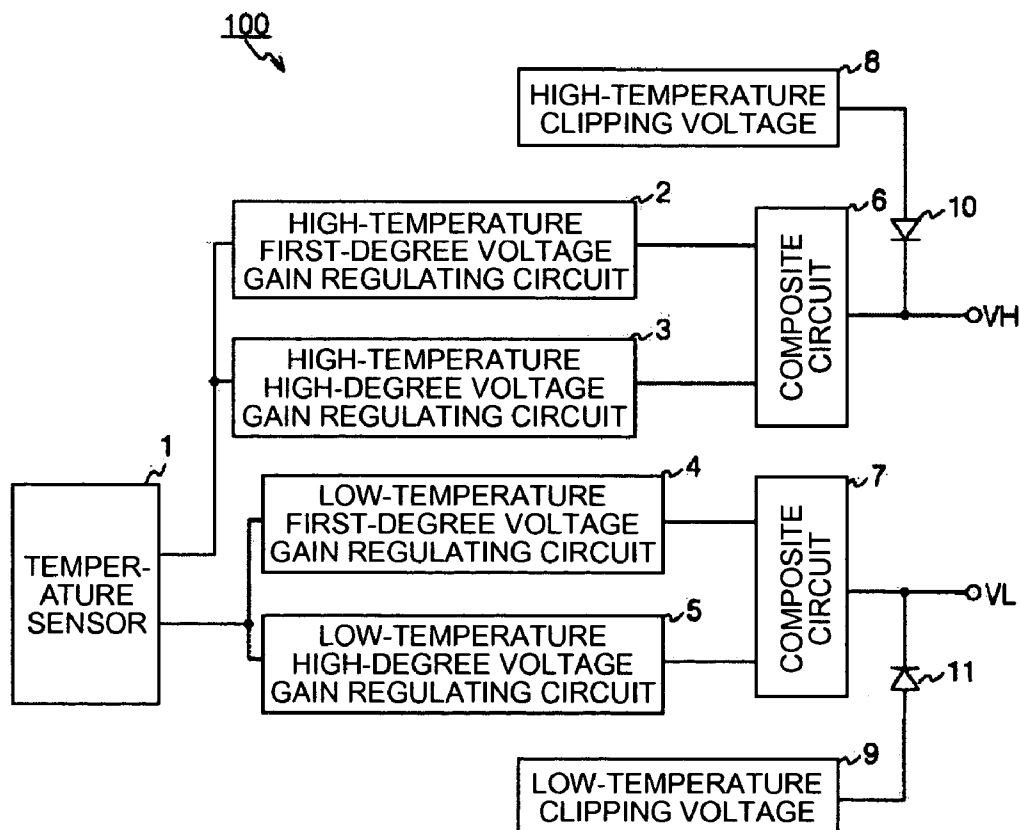 100
8
HIGH-TEMPERATURE
CLIPPING VOLTAGE
2
HIGH-TEMPERATURE
FIRST-DEGREE VOLTAGE
GAIN REGULATING CIRCUIT
6
COMPOSITE
CIRCUIT
10
VH
3
HIGH-TEMPERATURE
HIGH-DEGREE VOLTAGE
GAIN REGULATING CIRCUIT
1
TEMPER-
ATURE
SENSOR
4
LOW-TEMPERATURE
FIRST-DEGREE VOLTAGE
GAIN REGULATING CIRCUIT
7
COMPOSITE
CIRCUIT
VL
5
LOW-TEMPERATURE
HIGH-DEGREE VOLTAGE
GAIN REGULATING CIRCUIT
11
9
LOW-TEMPERATURE
CLIPPING VOLTAGE